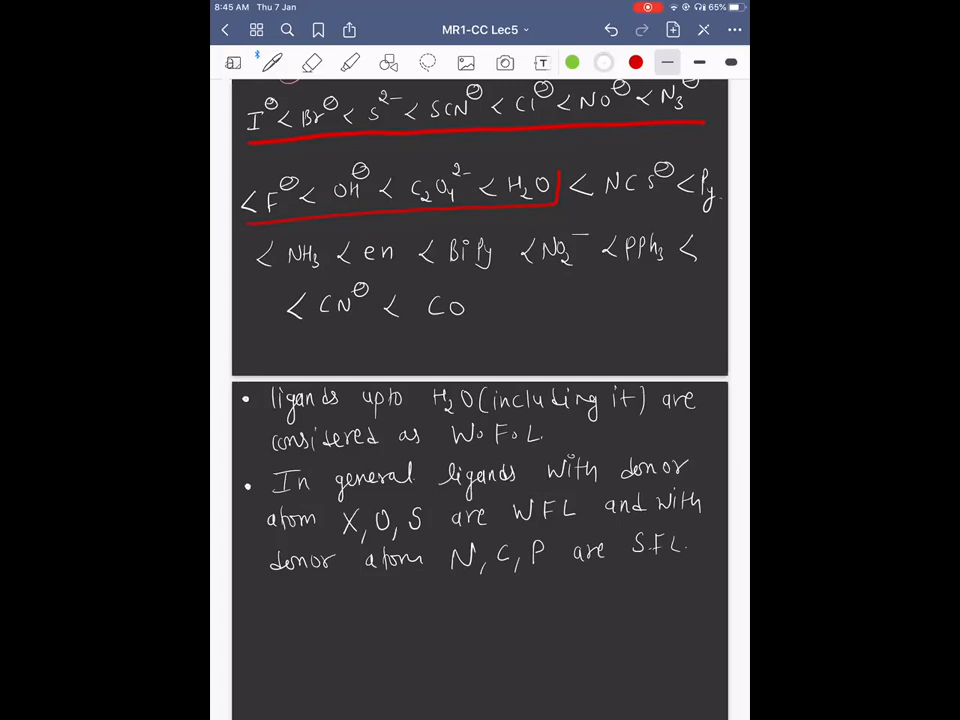 8:45 AM Thu 7 Jan
65%
MR1-CC Lec5
I⊖ < Br⊖ < S²⁻ < SCN⊖ < Cl⊖ < NO⊖ < N₃⊖
< F⊖ < OH⊖ < C₂O₄²⁻ < H₂O < NCS⊖ < Py.
< NH₃ < en < BiPy < NO₂⁻ < PPh₃ <
< CN⊖ < CO
• ligands upto H₂O (including it) are
considered as W.F.L.
• In general ligands with donor
atom X, O, S are WFL and with
donor atom N, C, P are S.F.L.